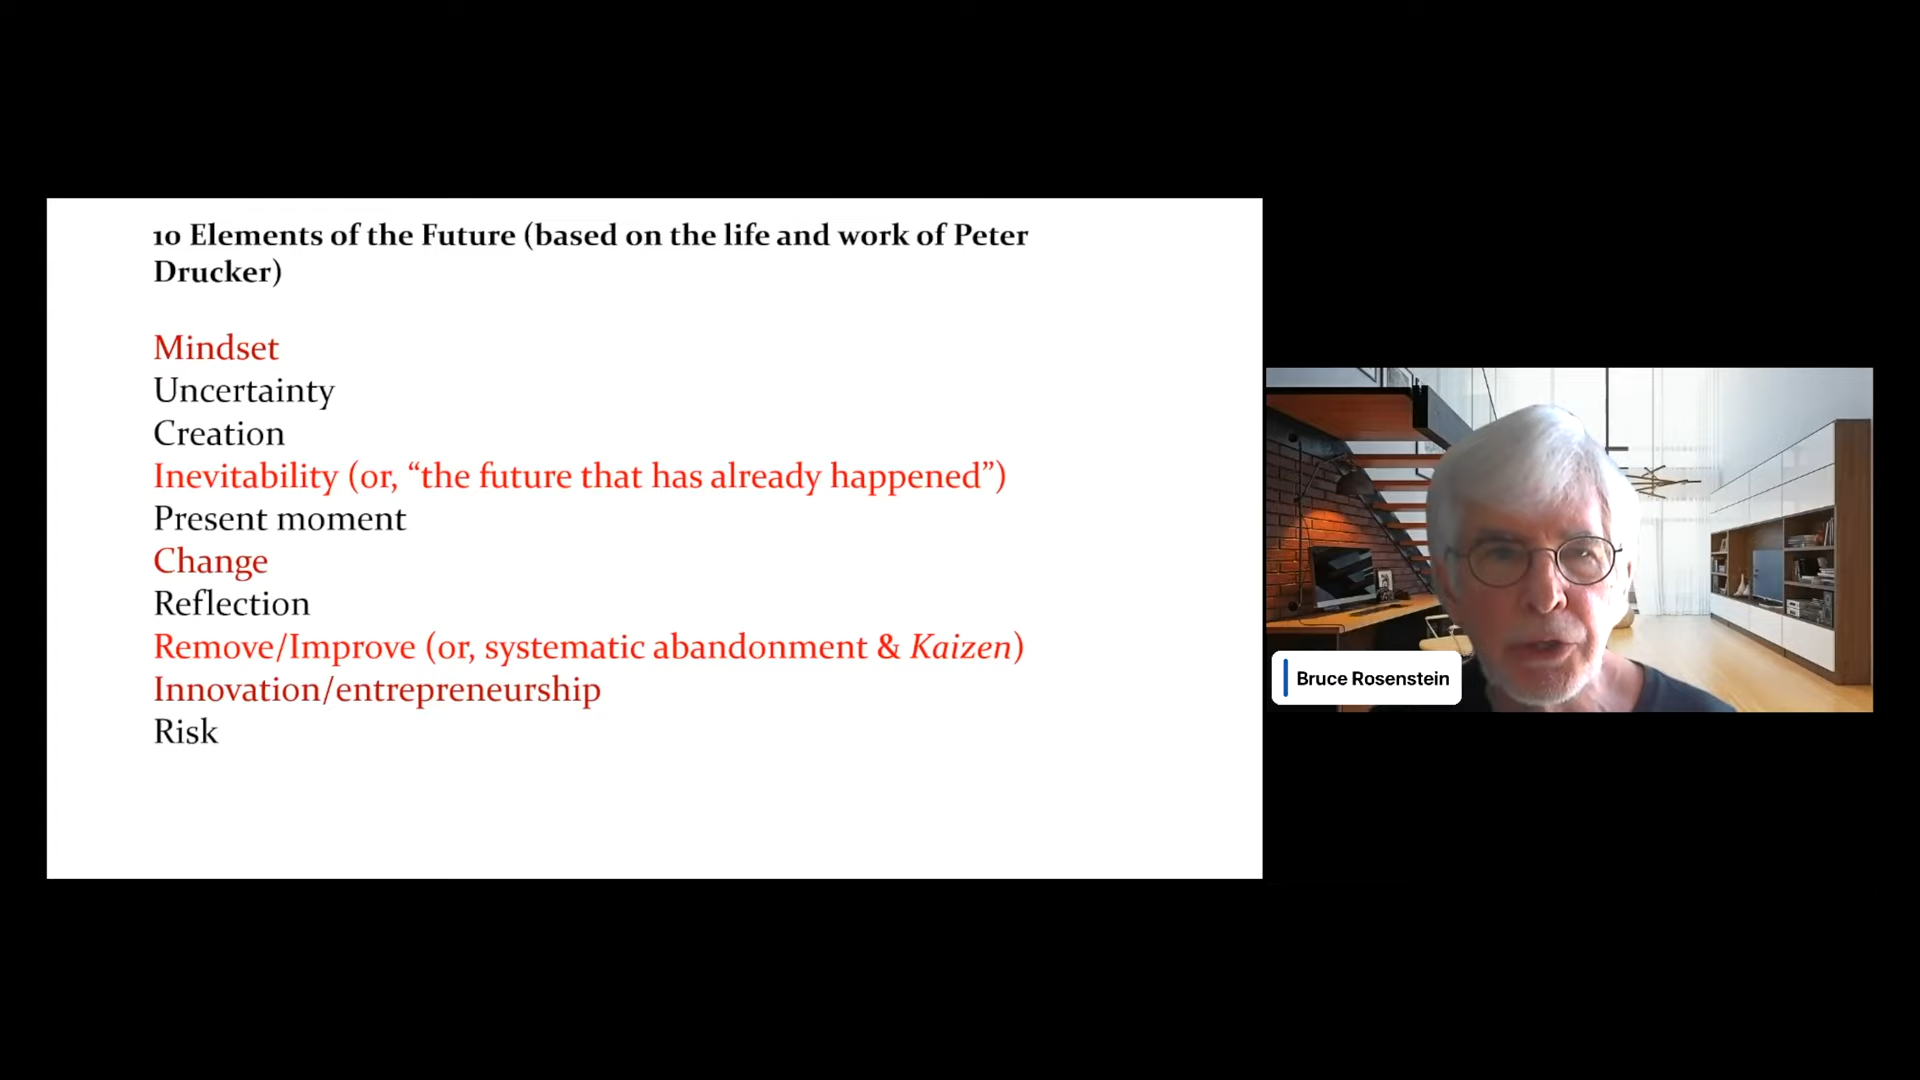 10 Elements of the Future (based on the life and work of Peter
Drucker)
Mindset
Uncertainty
Creation
Inevitability (or, “the future that has already happened”)
Present moment
Change
Reflection
Remove/Improve (or, systematic abandonment & Kaizen)
Innovation/entrepreneurship
Risk
Bruce Rosenstein